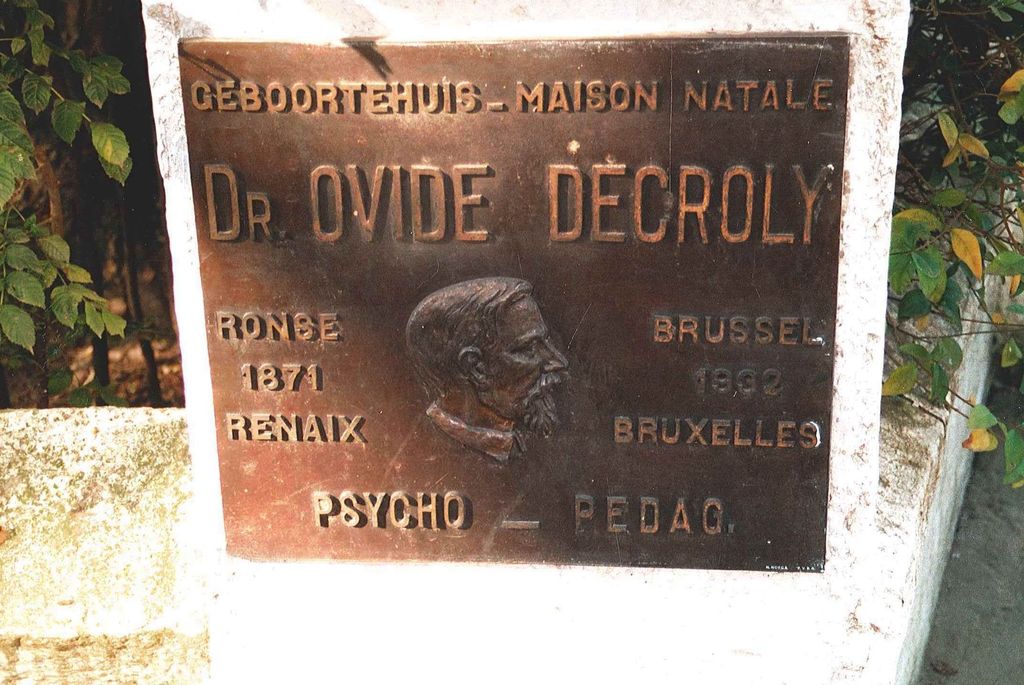 GEBOORTEHUIS - MAISON NATALE
DR. OVIDE DECROLY
RONSE BRUSSEL
1871 1932
RENAIX BRUXELLES
PSYCHO - PEDAG.